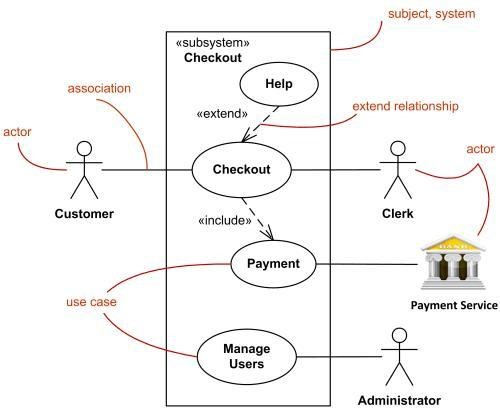 subject, system
«subsystem»
Checkout
Help
association
«extend»
extend relationship
actor
actor
Checkout
Customer
Clerk
«include»
BANK
Payment
use case
Payment Service
Manage
Users
Administrator